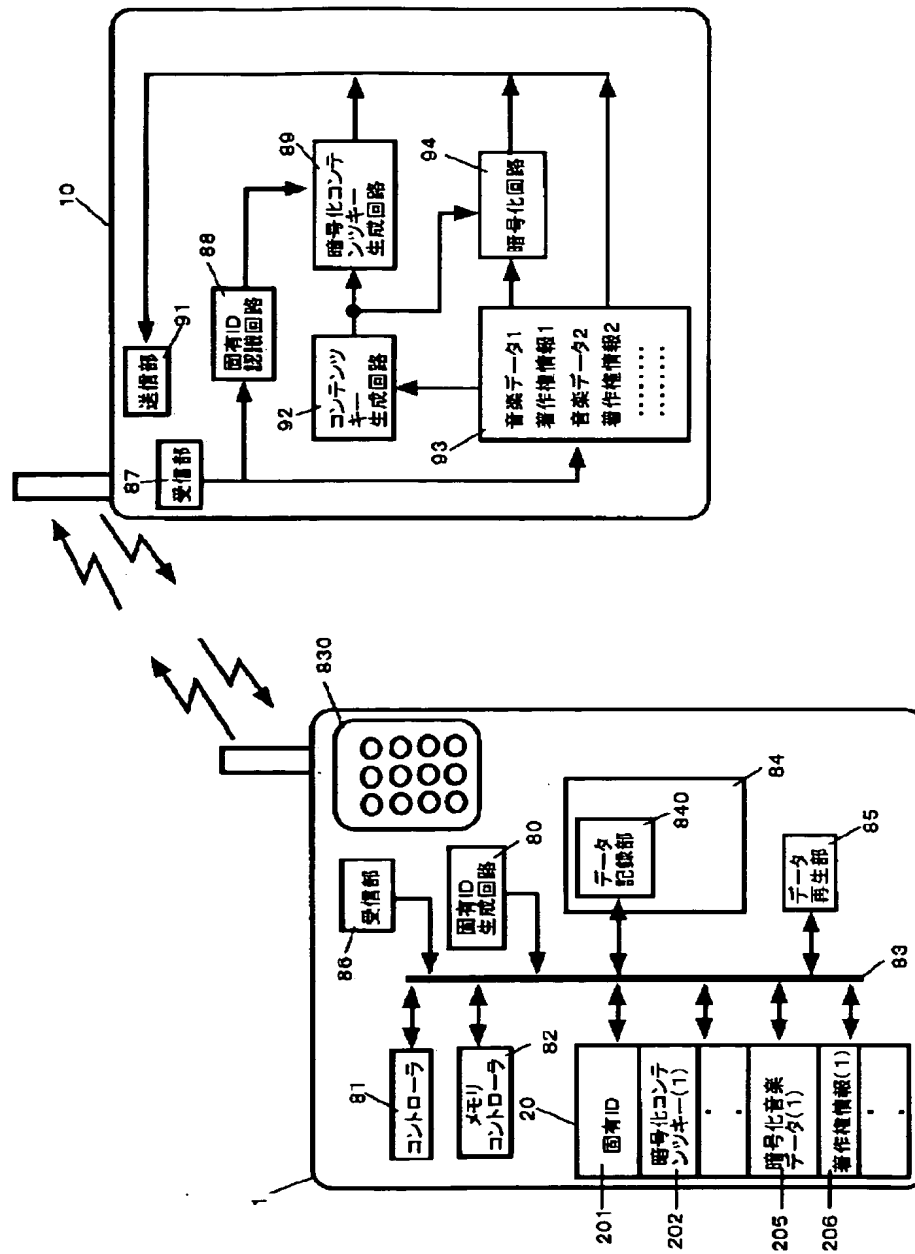 10
87
受信部
91
送信部
88
固有ID
認識回路
89
暗号化コンテ
ンツキー
生成回路
92
コンテンツ
キー
生成回路
94
暗号化回路
93
音楽データ1
著作権情報1
音楽データ2
著作権情報2
········
········
1
830
86
受信部
80
固有ID
生成回路
84
840
データ
記録部
85
データ
再生部
83
81
コントローラ
82
メモリ
コントローラ
20
201
固有ID
202
暗号化コンテ
ンツキー(1)
・ ・
205
暗号化音楽
データ(1)
206
著作権情報(1)
・ ・